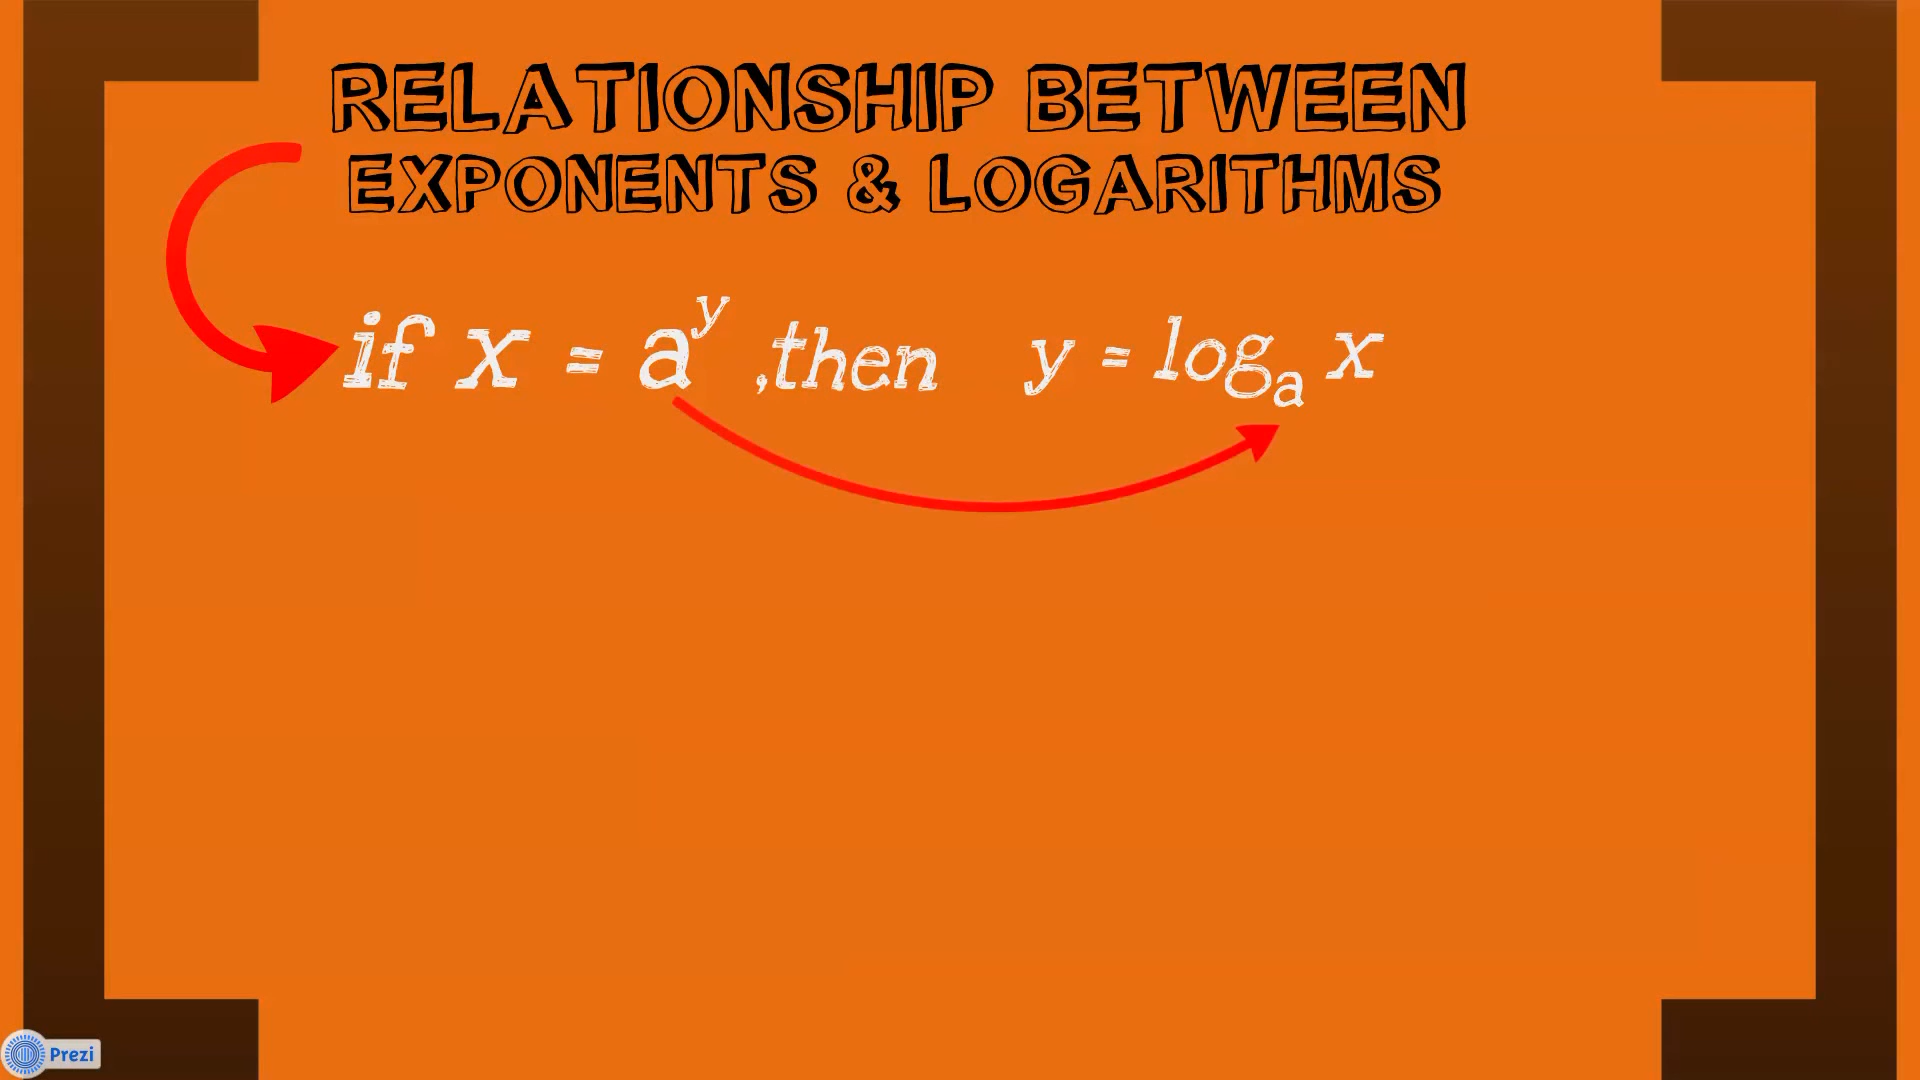 RELATIONSHIP BETWEEN
EXPONENTS & LOGARITHMS
if x = a^y ,then y = log_a x
Prezi